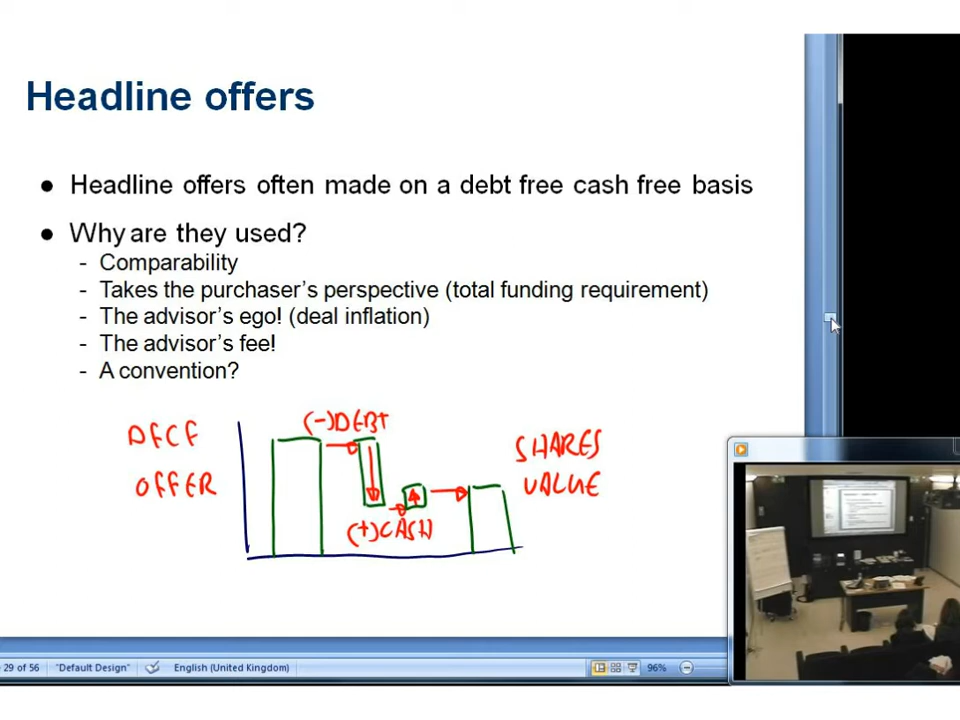 Headline offers
● Headline offers often made on a debt free cash free basis
● Why are they used?
- Comparability
- Takes the purchaser's perspective (total funding requirement)
- The advisor's ego! (deal inflation)
- The advisor's fee!
- A convention?
DFCF
OFFER
(-)DEBT
(+)CASH
SHARES
VALUE
29 of 56
"Default Design"
English (United Kingdom)
96%